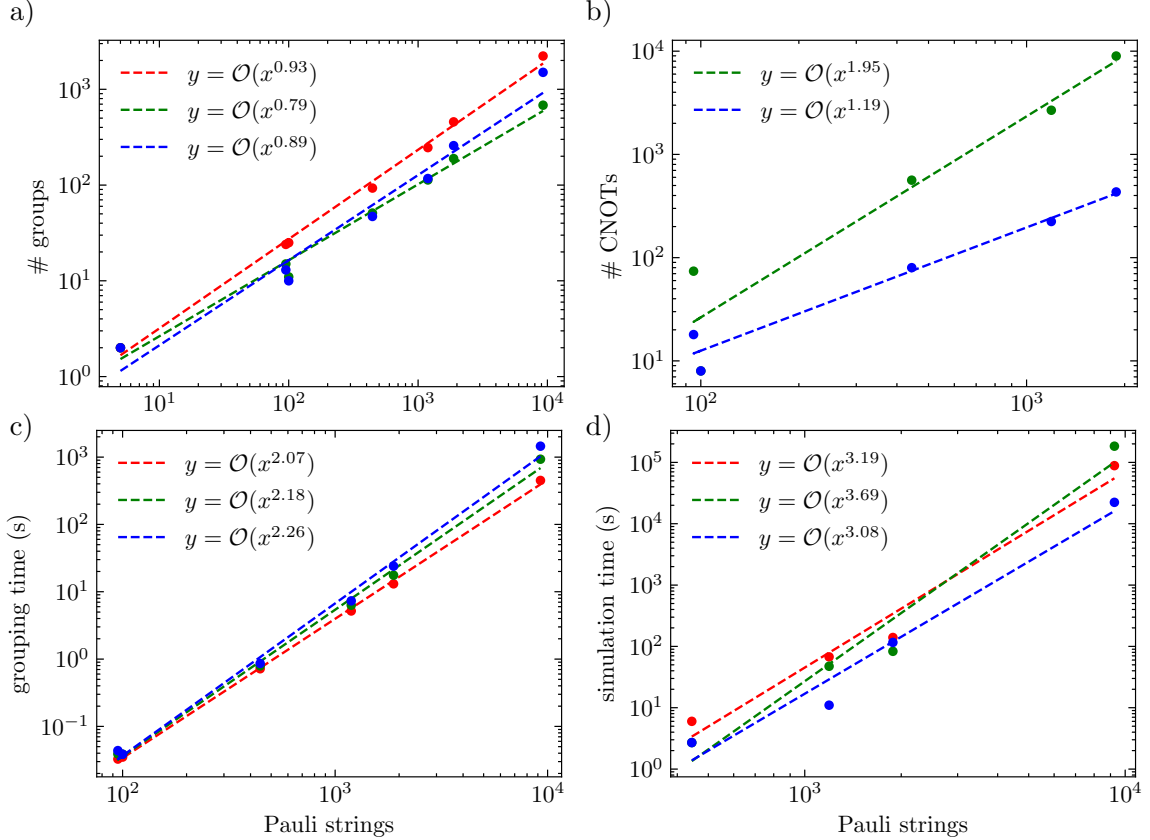 a)
# groups
10^3
10^2
10^1
10^0
y = O(x^0.93)
y = O(x^0.79)
y = O(x^0.89)
10^1 10^2 10^3 10^4
b)
# CNOTs
10^4
10^3
10^2
10^1
y = O(x^1.95)
y = O(x^1.19)
10^2 10^3
c)
grouping time (s)
10^3
10^2
10^1
10^0
10^−1
y = O(x^2.07)
y = O(x^2.18)
y = O(x^2.26)
10^2 10^3 10^4
Pauli strings
d)
simulation time (s)
10^5
10^4
10^3
10^2
10^1
10^0
y = O(x^3.19)
y = O(x^3.69)
y = O(x^3.08)
10^3 10^4
Pauli strings